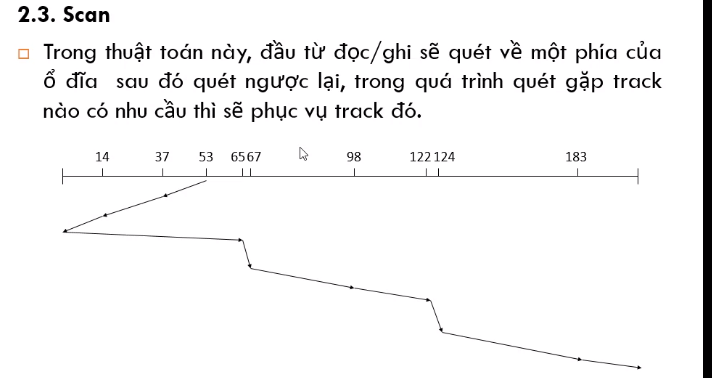 2.3. Scan
Trong thuật toán này, đầu từ đọc/ghi sẽ quét về một phía của
ổ đĩa sau đó quét ngược lại, trong quá trình quét gặp track
nào có nhu cầu thì sẽ phục vụ track đó.
14 37 53 65 67 98 122 124 183